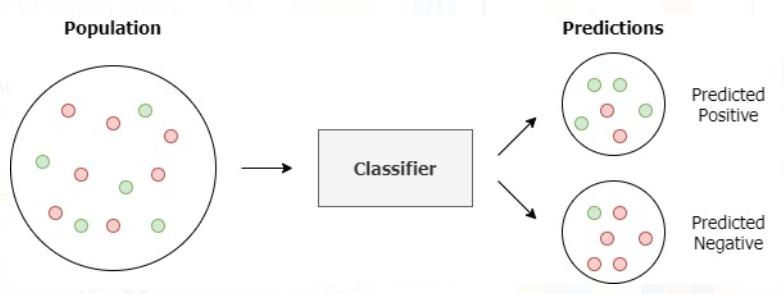 Population
Predictions
Classifier
Predicted
Positive
Predicted
Negative